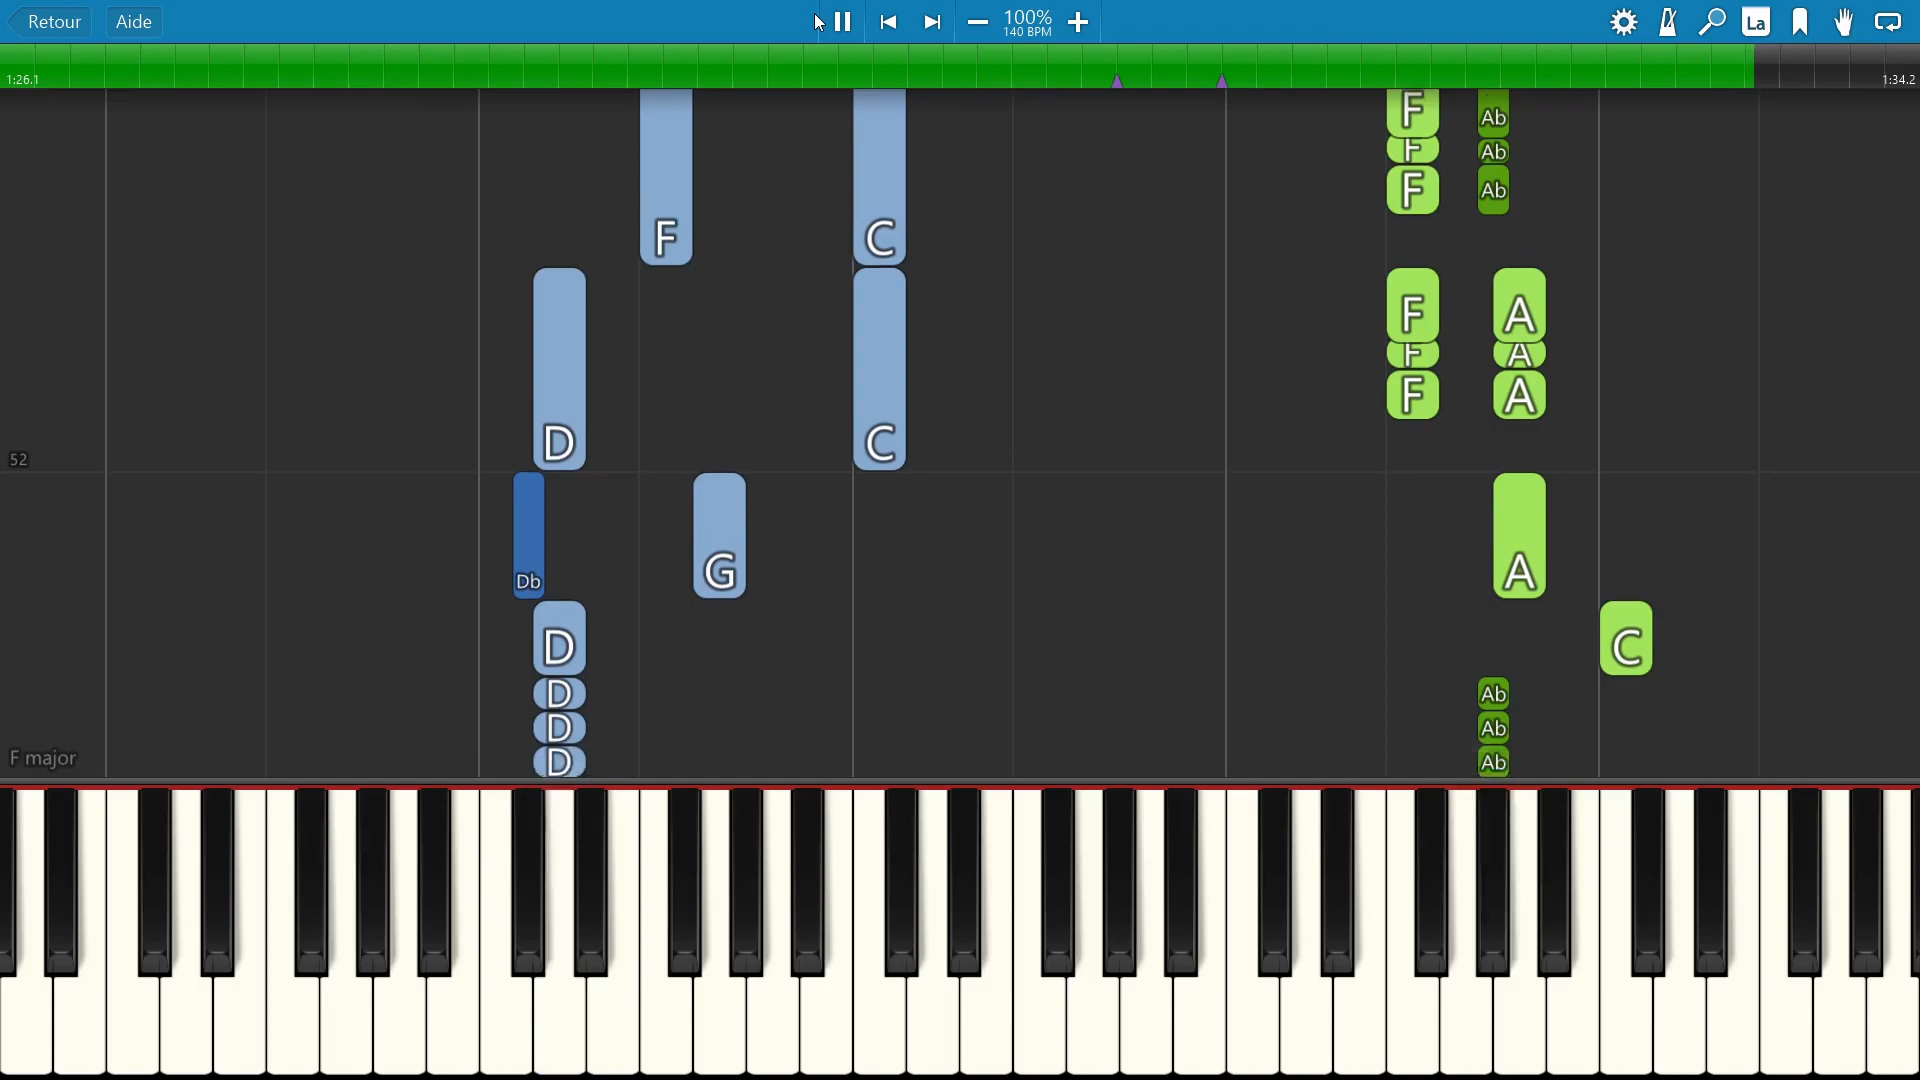 Retour Aide 100% La
140 BPM
1:26.1 1:34.2
F Ab
F Ab
F C F Ab
F A
F A
D C F A
52
Db G A
D C
D Ab
D Ab
F major D Ab